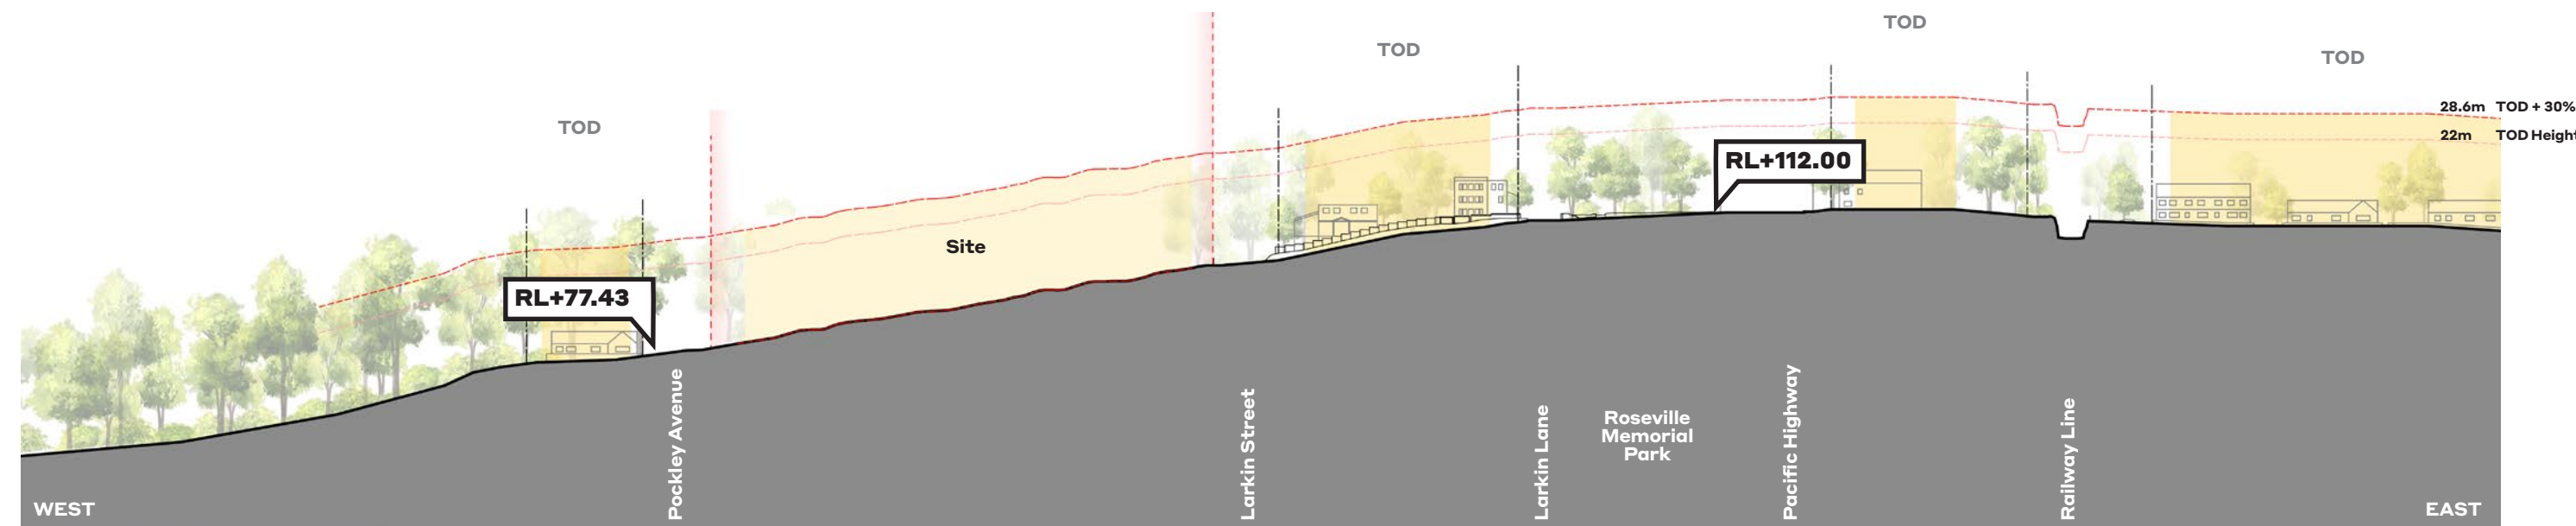 TOD
TOD
TOD
TOD
28.6m TOD + 30%
22m TOD Height
RL+112.00
Site
RL+77.43
Pockley Avenue
Larkin Street
Larkin Lane
Roseville
Memorial
Park
Pacific Highway
Railway Line
WEST
EAST